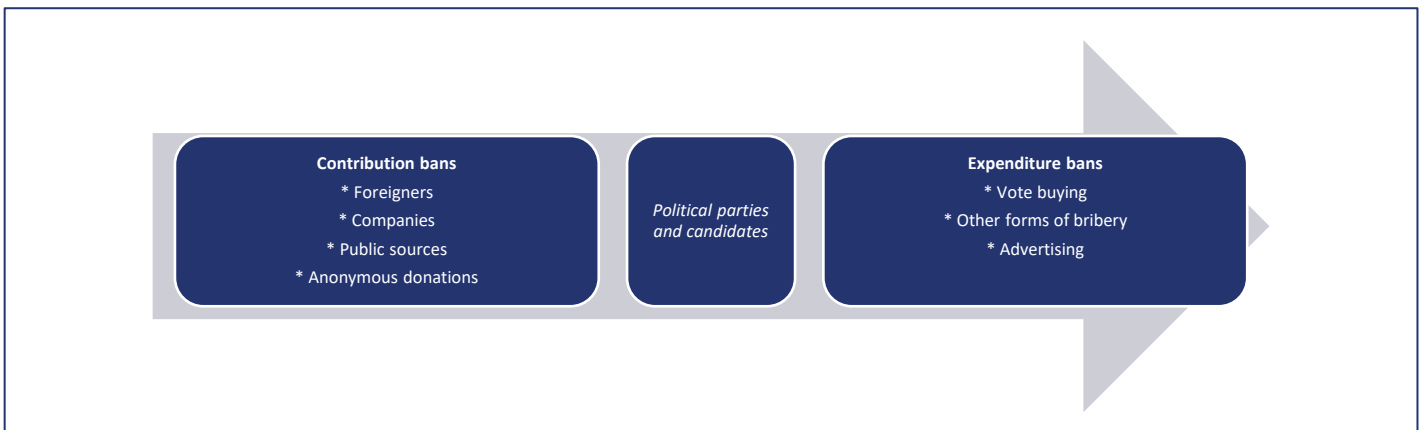 Contribution bans
* Foreigners
* Companies
* Public sources
* Anonymous donations
Political parties
and candidates
Expenditure bans
* Vote buying
* Other forms of bribery
* Advertising